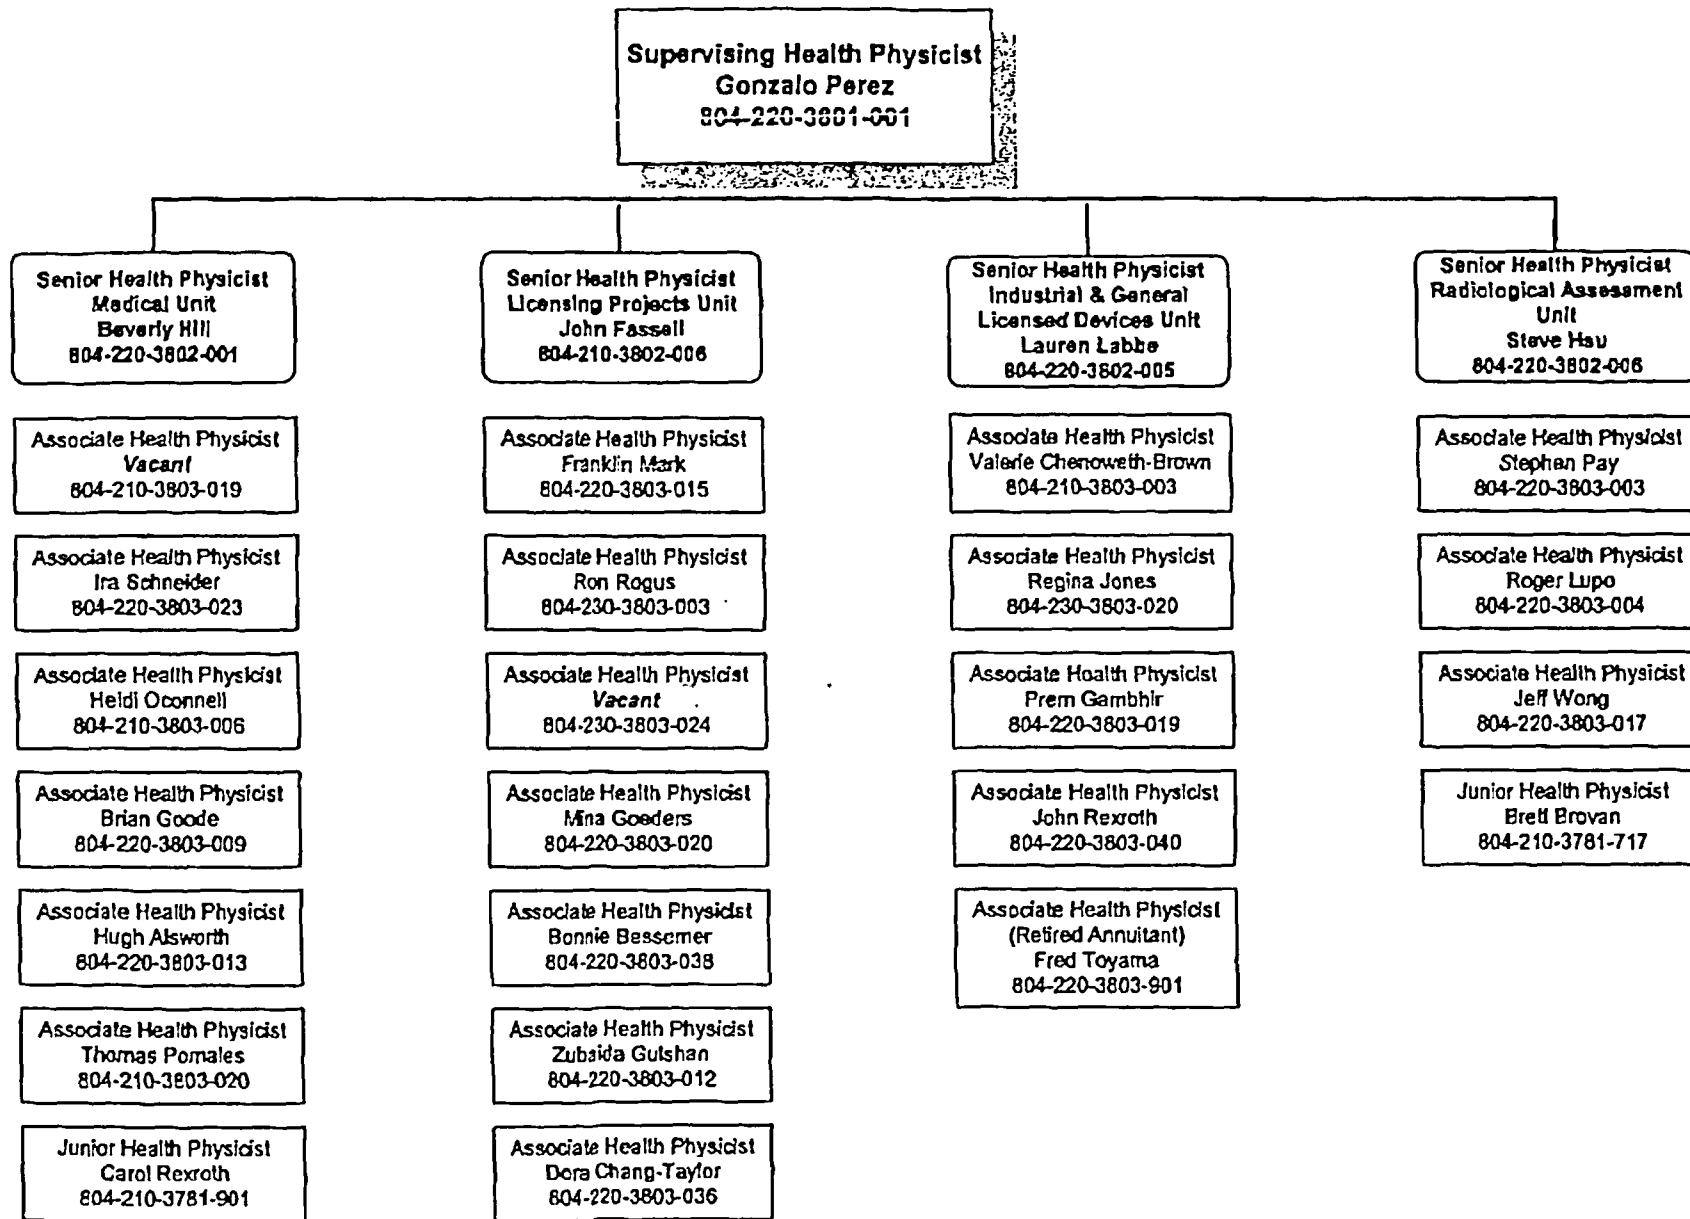 Supervising Health Physicist
Gonzalo Perez
804-220-3801-001
Senior Health Physicist
Medical Unit
Beverly Hill
804-220-3802-001
Associate Health Physicist
Vacant
804-210-3803-019
Associate Health Physicist
Ira Schneider
804-220-3803-023
Associate Health Physicist
Heidi Oconnell
804-210-3803-006
Associate Health Physicist
Brian Goode
804-220-3803-009
Associate Health Physicist
Hugh Alsworth
804-220-3803-013
Associate Health Physicist
Thomas Pomales
804-210-3803-020
Junior Health Physicist
Carol Rexroth
804-210-3781-901
Senior Health Physicist
Licensing Projects Unit
John Fassell
804-210-3802-006
Associate Health Physicist
Franklin Mark
804-220-3803-015
Associate Health Physicist
Ron Rogus
804-230-3803-003
Associate Health Physicist
Vacant
804-230-3803-024
Associate Health Physicist
Mina Goeders
804-220-3803-020
Associate Health Physicist
Bonnie Bessemer
804-220-3803-038
Associate Health Physicist
Zubaida Gulshan
804-220-3803-012
Associate Health Physicist
Dora Chang-Taylor
804-220-3803-036
Senior Health Physicist
Industrial & General
Licensed Devices Unit
Lauren Labbe
804-220-3802-005
Associate Health Physicist
Valerie Chenoweth-Brown
804-210-3803-003
Associate Health Physicist
Regina Jones
804-230-3803-020
Associate Health Physicist
Prem Gambhir
804-220-3803-019
Associate Health Physicist
John Rexroth
804-220-3803-040
Associate Health Physicist
(Retired Annuitant)
Fred Toyama
804-220-3803-901
Senior Health Physicist
Radiological Assessment
Unit
Steve Hsu
804-220-3802-006
Associate Health Physicist
Stephen Pay
804-220-3803-003
Associate Health Physicist
Roger Lupo
804-220-3803-004
Associate Health Physicist
Jeff Wong
804-220-3803-017
Junior Health Physicist
Brett Brovan
804-210-3781-717